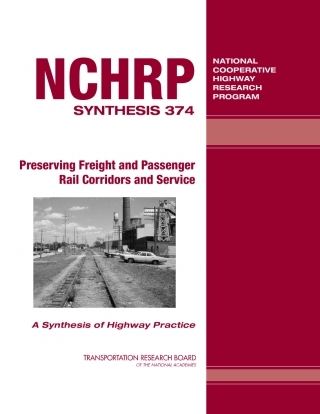 NCHRP
SYNTHESIS 374
NATIONAL
COOPERATIVE
HIGHWAY
RESEARCH
PROGRAM
Preserving Freight and Passenger
Rail Corridors and Service
A Synthesis of Highway Practice
TRANSPORTATION RESEARCH BOARD
OF THE NATIONAL ACADEMIES